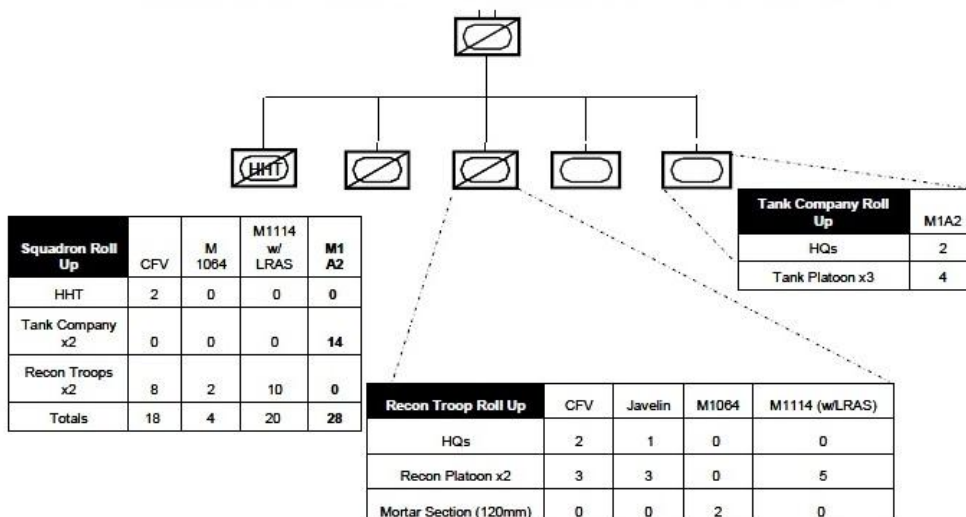 HHT
Tank Company Roll
Up M1A2
HQs 2
Tank Platoon x3 4
Squadron Roll
Up CFV M
1064 M1114
w/
LRAS M1
A2
HHT 2 0 0 0
Tank Company
x2 0 0 0 14
Recon Troops
x2 8 2 10 0
Totals 18 4 20 28
Recon Troop Roll Up CFV Javelin M1064 M1114 (w/LRAS)
HQs 2 1 0 0
Recon Platoon x2 3 3 0 5
Mortar Section (120mm) 0 0 2 0